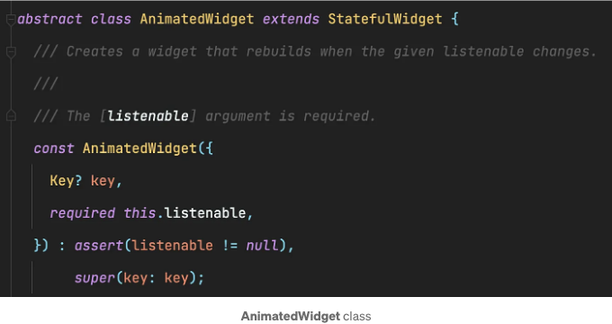 abstract class AnimatedWidget extends StatefulWidget {
/// Creates a widget that rebuilds when the given listenable changes.
///
/// The [listenable] argument is required.
const AnimatedWidget({
Key? key,
required this.listenable,
}) : assert(listenable != null),
super(key: key);
AnimatedWidget class